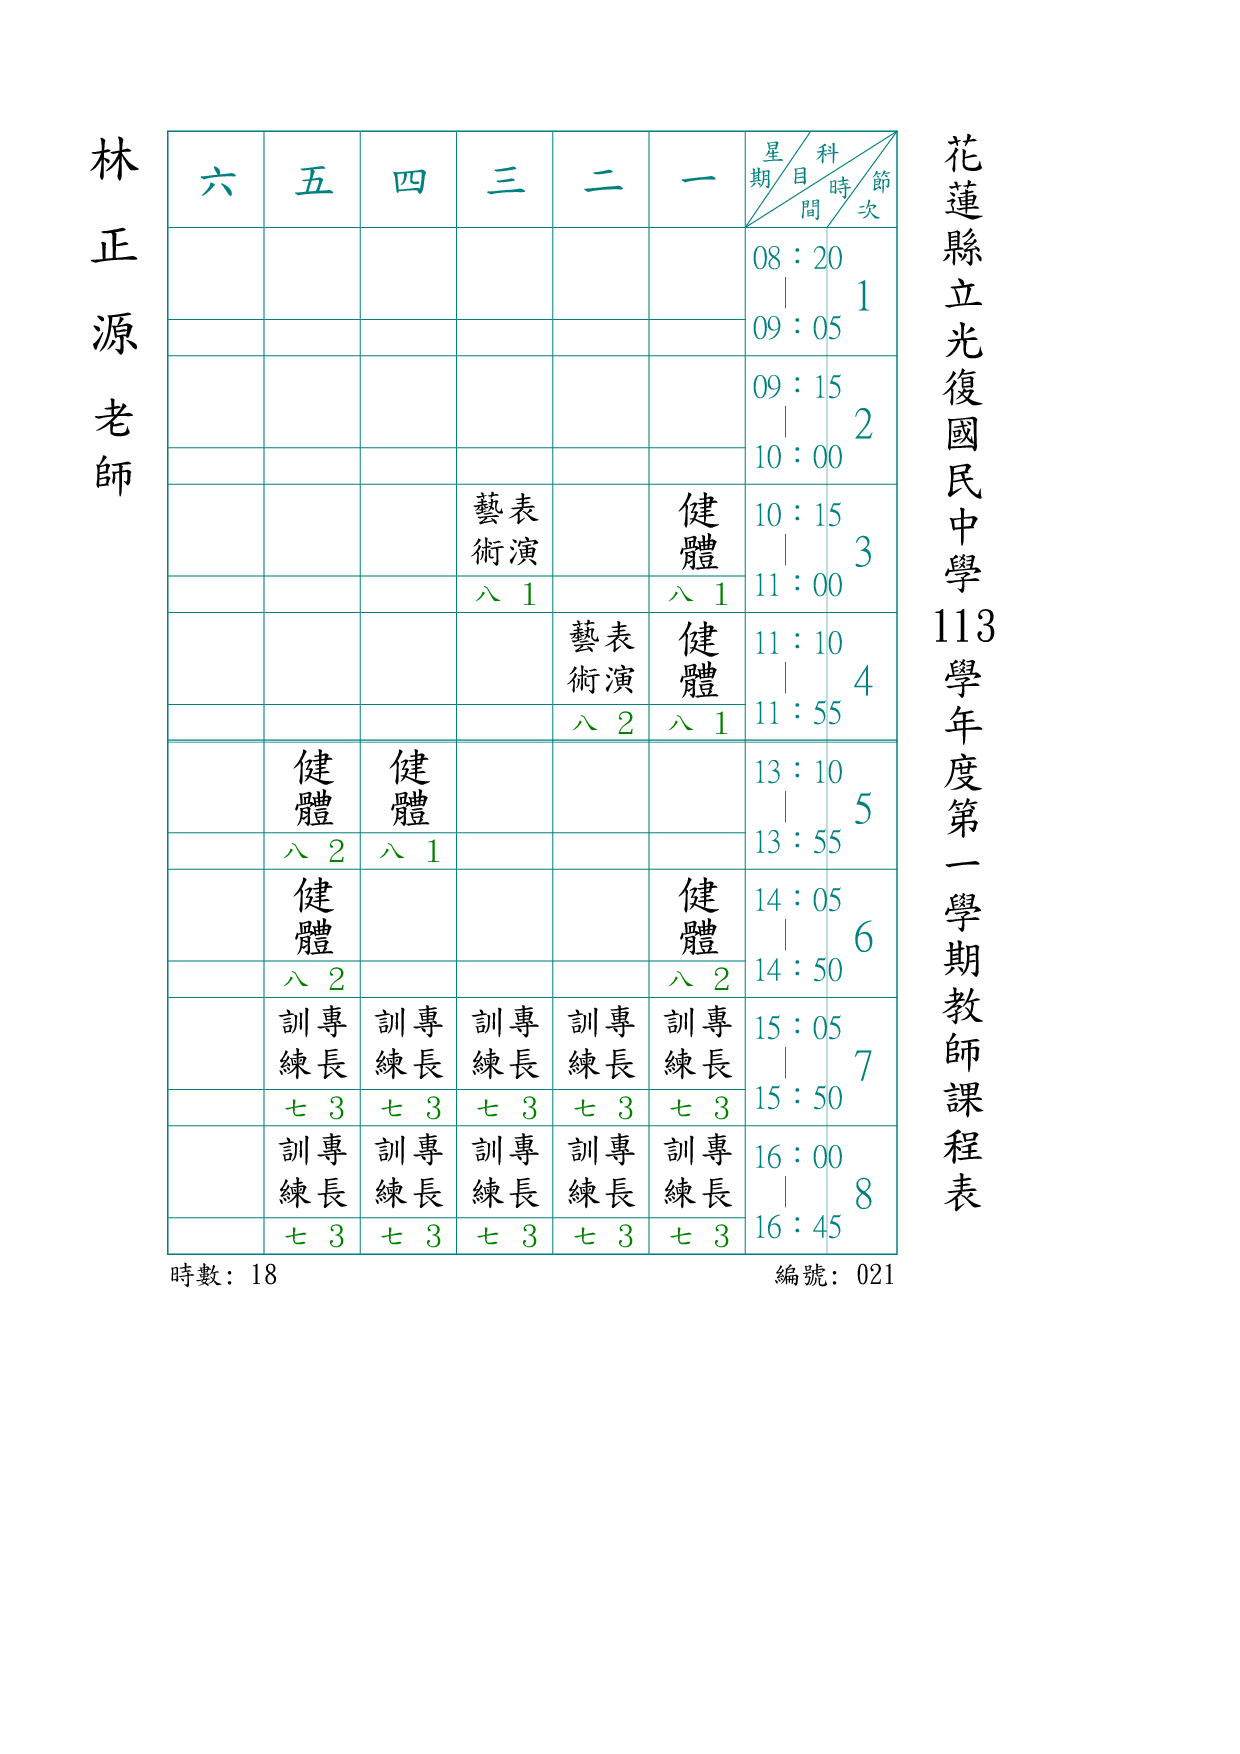 花蓮縣立光復國民中學113學年度第一學期教師課程表
林正源老師
星期 科目 時間 節次
一 二 三 四 五 六
08：20｜09：05 1
09：15｜10：00 2
10：15｜11：00 3
健體 表演藝術
八 1 八 1
11：10｜11：55 4
健體 表演藝術
八 1 八 2
13：10｜13：55 5
健體 健體
八 1 八 2
14：05｜14：50 6
健體 健體
八 2 八 2
15：05｜15：50 7
專長訓練 專長訓練 專長訓練 專長訓練 專長訓練
七 3 七 3 七 3 七 3 七 3
16：00｜16：45 8
專長訓練 專長訓練 專長訓練 專長訓練 專長訓練
七 3 七 3 七 3 七 3 七 3
編號: 021
時數: 18